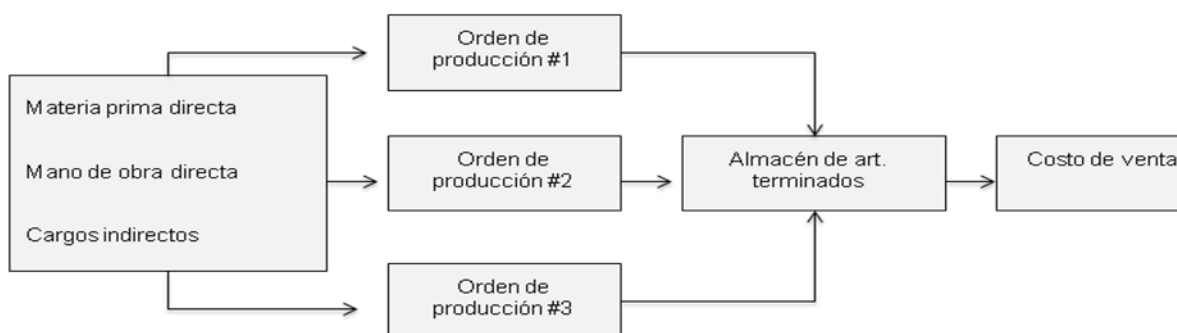 Orden de
producción #1
Materia prima directa
Mano de obra directa
Cargos indirectos
Orden de
producción #2
Almacén de art.
terminados
Costo de venta
Orden de
producción #3